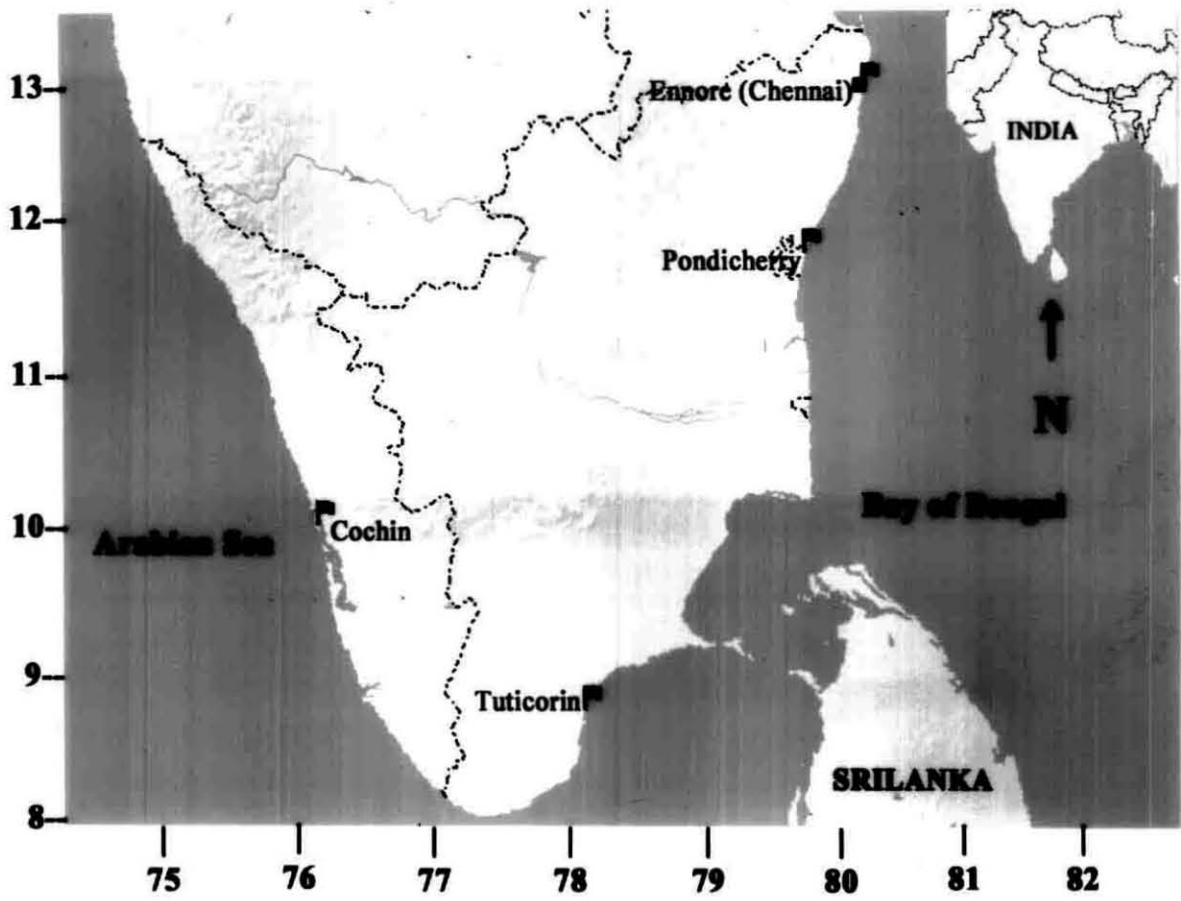 13
Ennore (Chennai)
INDIA
12
Pondicherry
11
N
Bay of Bengal
10
Cochin
Arabian Sea
9
Tuticorin
SRILANKA
8
75 76 77 78 79 80 81 82